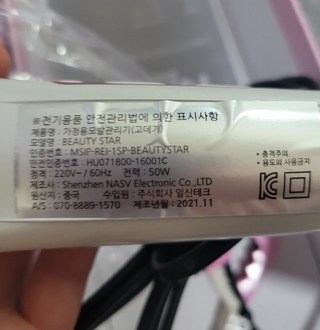 ※전기용품 안전관리법에 의한 표시사항
제품명 : 가정용모발관리기(고데기)
모델명 : BEAUTY STAR
인증번호 : MSIP-REI-1SP-BEAUTYSTAR
안전인증번호 : HU071800-16001C
정격 : 220V~ / 60Hz 전력 : 50W
제조사 : Shenzhen NASV Electronic Co.,LTD
원산지 : 중국 수입원 : 주식회사 일신테크
A/S : 070-8889-1570 제조년월 : 2021.11
• 충격주의
• 용도외 사용금지